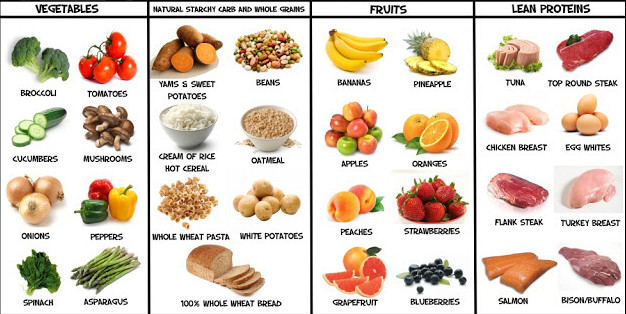 VEGETABLES
BROCCOLI
TOMATOES
CUCUMBERS
MUSHROOMS
ONIONS
PEPPERS
SPINACH
ASPARAGUS
NATURAL STARCHY CARB AND WHOLE GRAINS
YAMS & SWEET
POTATOES
BEANS
CREAM OF RICE
HOT CEREAL
OATMEAL
WHOLE WHEAT PASTA
WHITE POTATOES
100% WHOLE WHEAT BREAD
FRUITS
BANANAS
PINEAPPLE
APPLES
ORANGES
PEACHES
STRAWBERRIES
GRAPEFRUIT
BLUEBERRIES
LEAN PROTEINS
TUNA
TOP ROUND STEAK
CHICKEN BREAST
EGG WHITES
FLANK STEAK
TURKEY BREAST
SALMON
BISON/BUFFALO